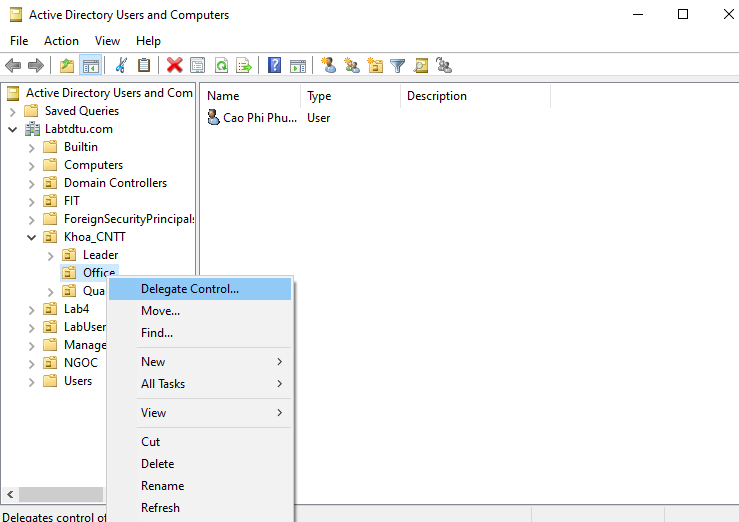 Active Directory Users and Computers
File Action View Help
Active Directory Users and Com
Saved Queries
Labtdtu.com
Builtin
Computers
Domain Controllers
FIT
ForeignSecurityPrincipals
Khoa_CNTT
Leader
Office
Qua
Lab4
LabUser
Manage
NGOC
Users
Name Type Description
Cao Phi Phu... User
Delegate Control...
Move...
Find...
New
All Tasks
View
Cut
Delete
Rename
Refresh
Delegates control of